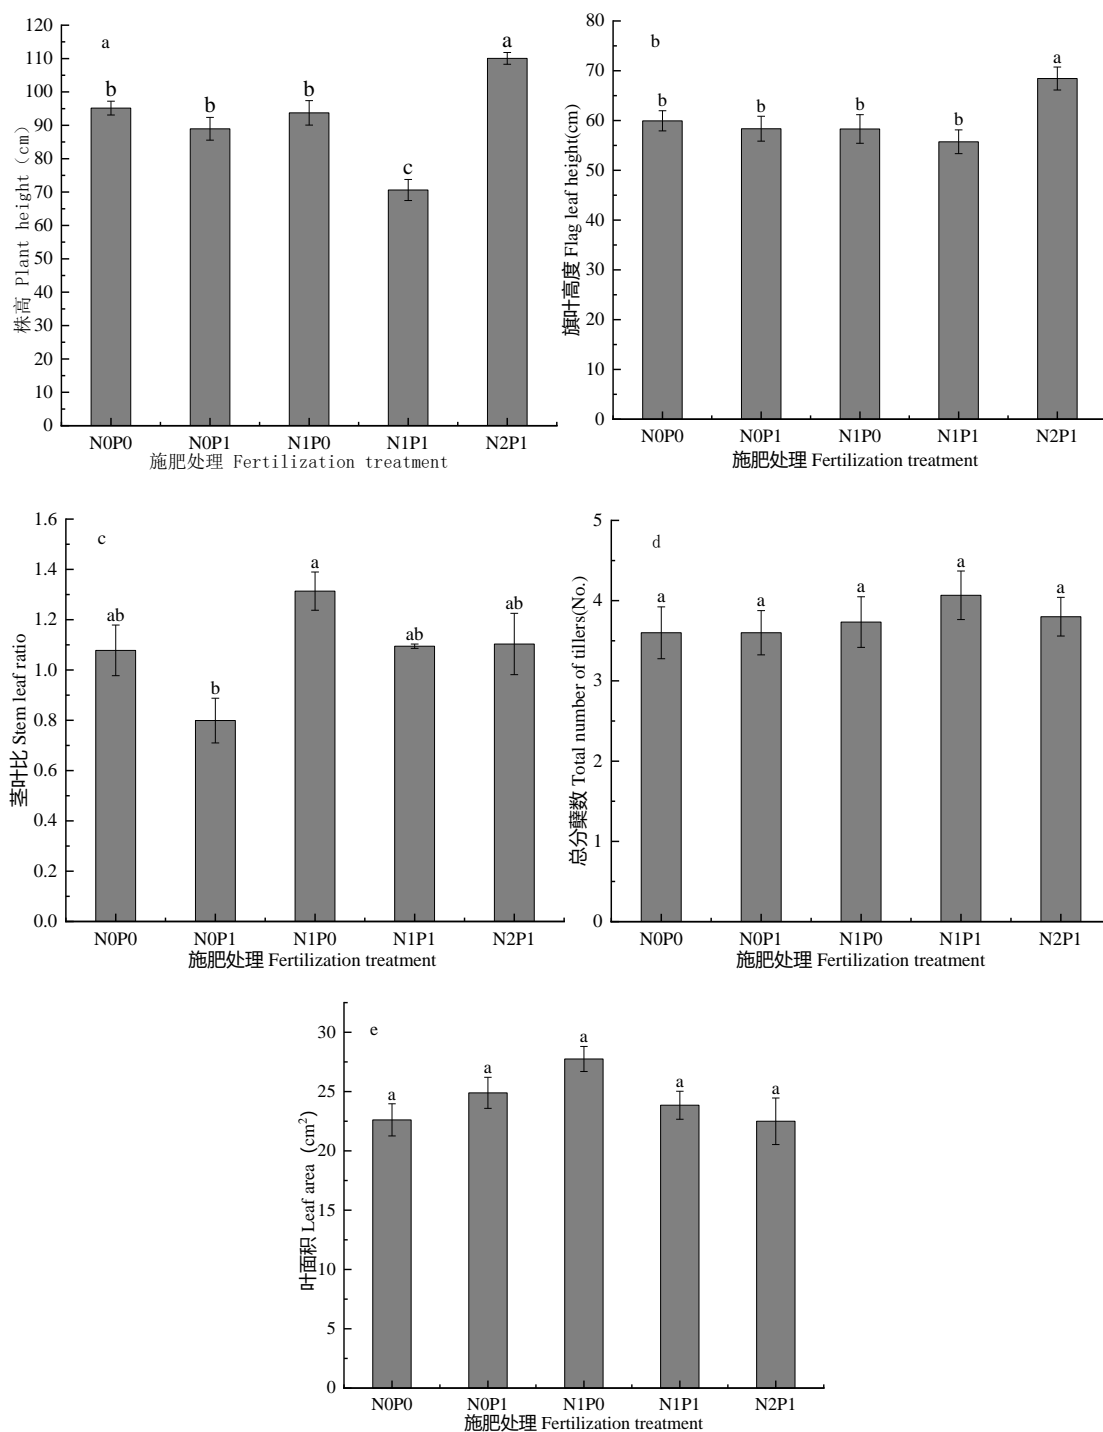 a
120
110
100
90
80
70
60
50
40
30
20
10
0
株高 Plant height (cm)
b
b
b
c
a
N0P0 N0P1 N1P0 N1P1 N2P1
施肥处理 Fertilization treatment
b
80
70
60
50
40
30
20
10
0
旗叶高度 Flag leaf height(cm)
b
b
b
b
a
N0P0 N0P1 N1P0 N1P1 N2P1
施肥处理 Fertilization treatment
c
1.6
1.4
1.2
1.0
0.8
0.6
0.4
0.2
0.0
茎叶比 Stem leaf ratio
ab
b
a
ab
ab
N0P0 N0P1 N1P0 N1P1 N2P1
施肥处理 Fertilization treatment
d
5
4
3
2
1
0
总分蘖数 Total number of tillers(No.)
a
a
a
a
a
N0P0 N0P1 N1P0 N1P1 N2P1
施肥处理 Fertilization treatment
e
30
25
20
15
10
5
0
叶面积 Leaf area (cm²)
a
a
a
a
a
N0P0 N0P1 N1P0 N1P1 N2P1
施肥处理 Fertilization treatment